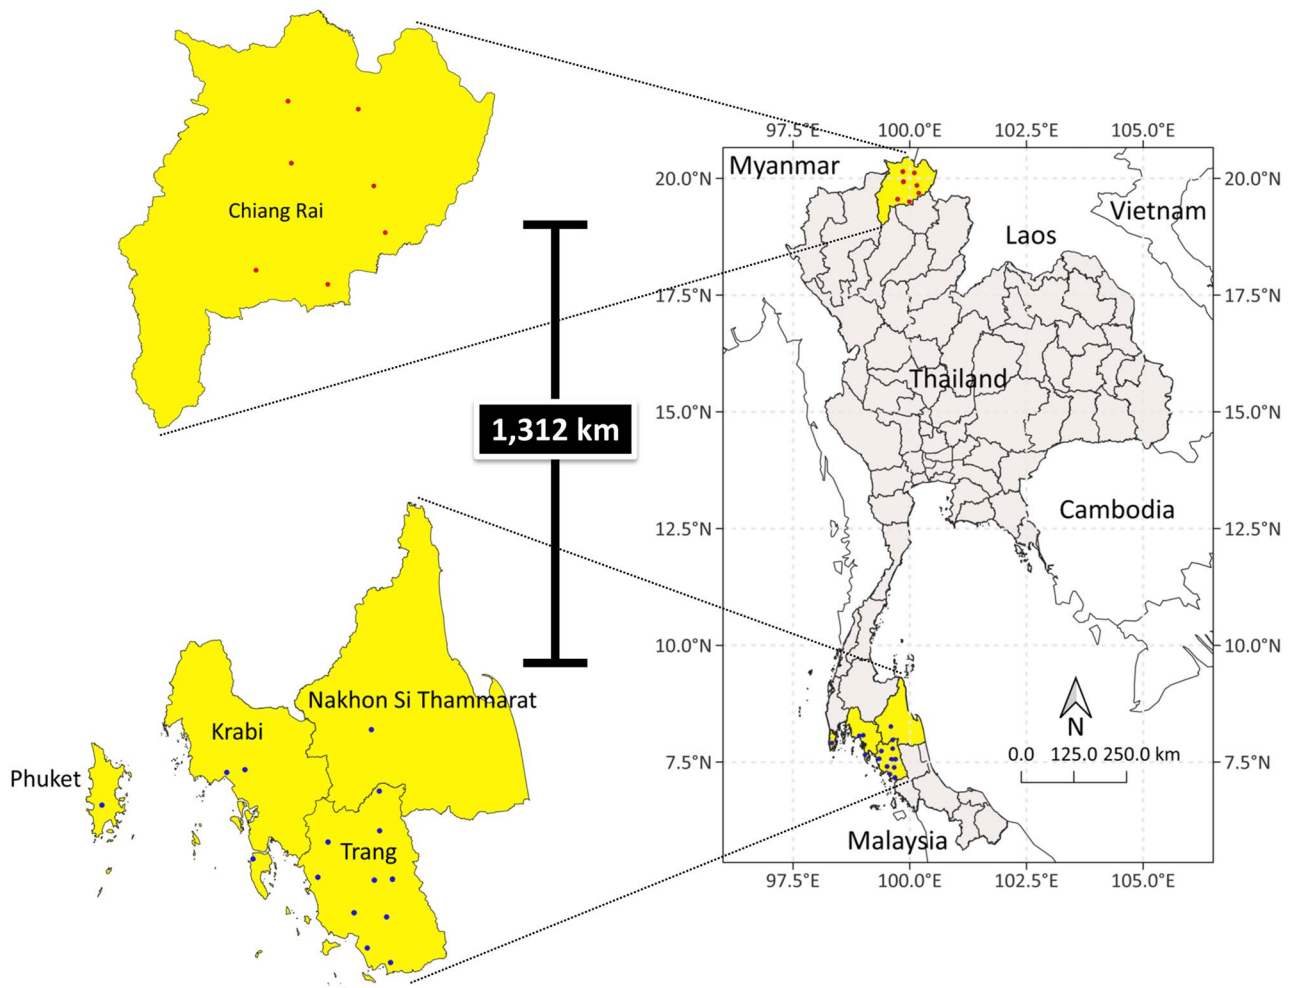 97.5°E 100.0°E 102.5°E 105.0°E
Myanmar
20.0°N 20.0°N
Vietnam
Chiang Rai
Laos
17.5°N 17.5°N
Thailand
15.0°N 15.0°N
1,312 km
Cambodia
12.5°N 12.5°N
10.0°N 10.0°N
Nakhon Si Thammarat
Krabi
N
0.0 125.0 250.0 km
Phuket
7.5°N 7.5°N
Malaysia
Trang
97.5°E 100.0°E 102.5°E 105.0°E